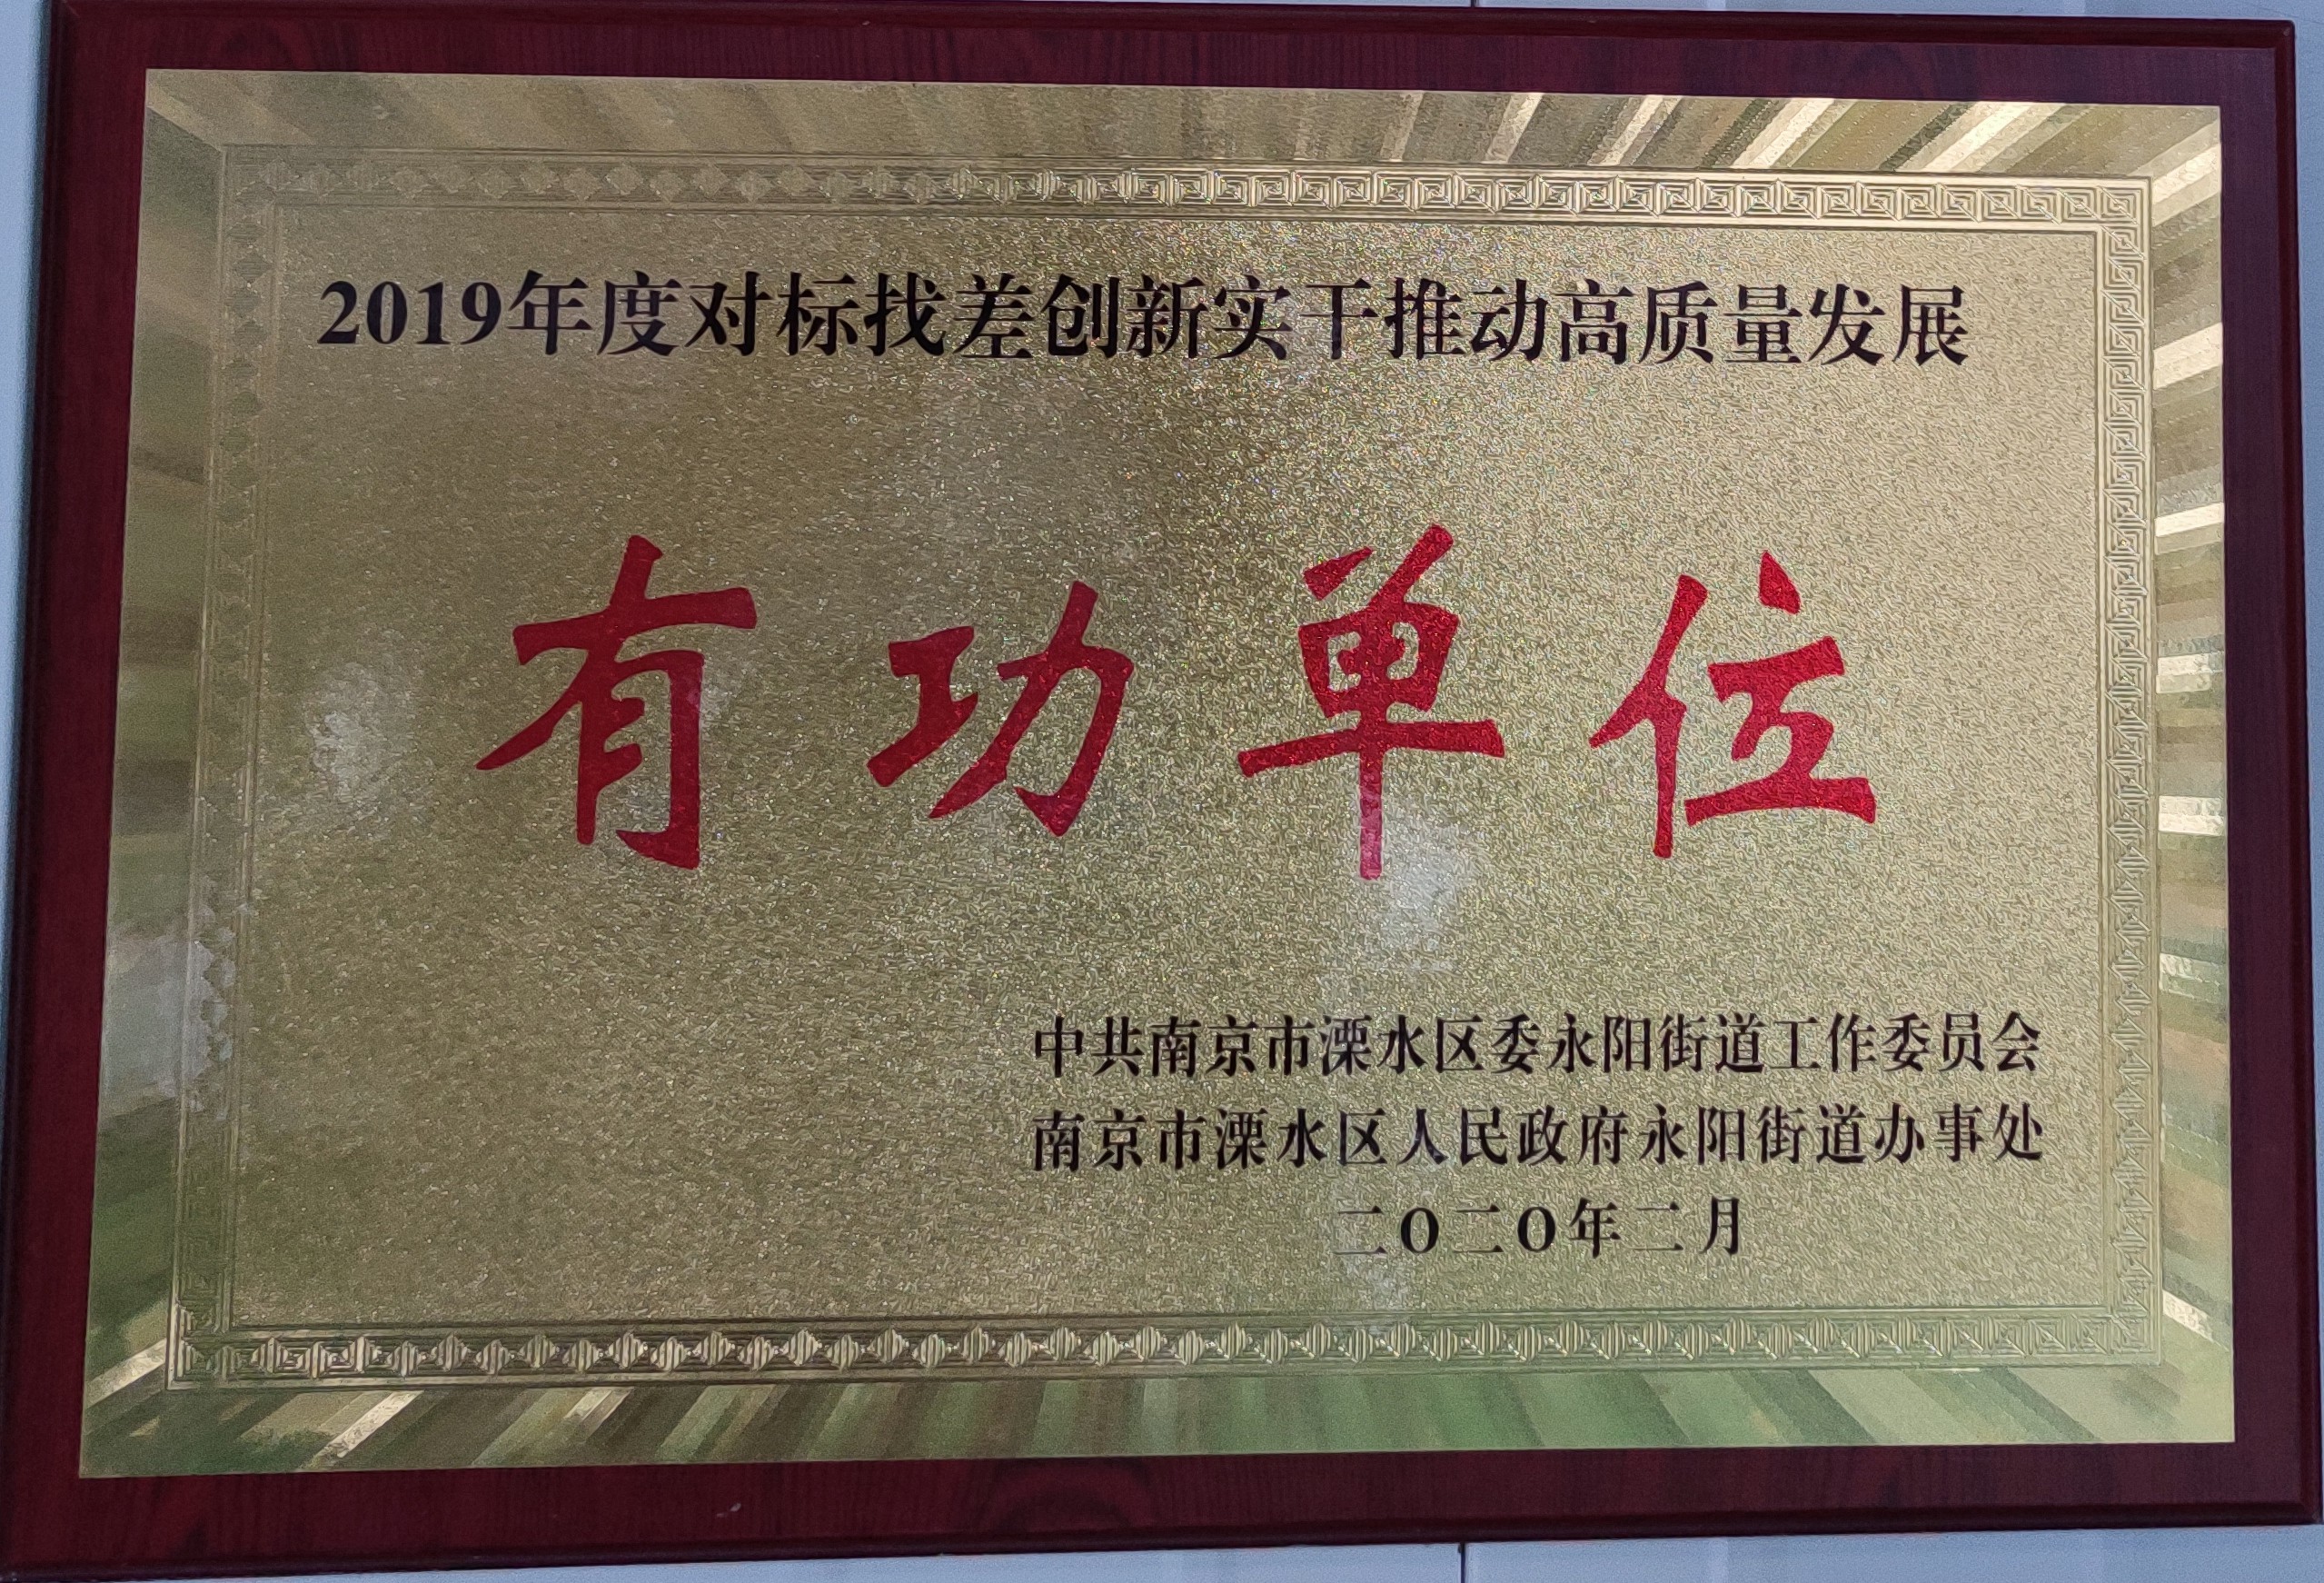 2019年度对标找差创新实干推动高质量发展
有功单位
中共南京市溧水区委永阳街道工作委员会
南京市溧水区人民政府永阳街道办事处
二〇二〇年二月